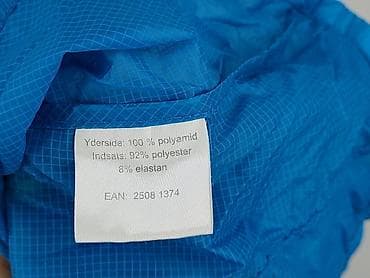 Yderside: 100 % polyamid
Indsats: 92% polyester
8% elastan
EAN: 2508 1374